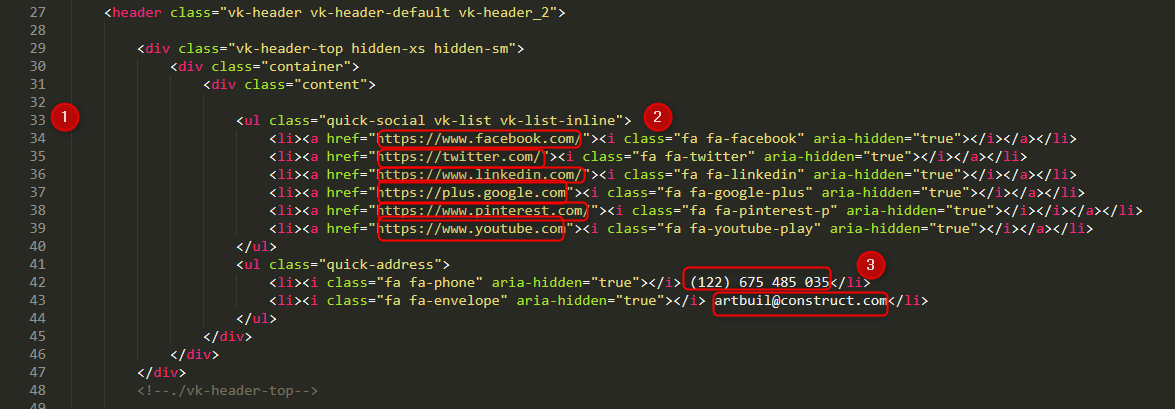 27 <header class="vk-header vk-header-default vk-header_2">
28
29 <div class="vk-header-top hidden-xs hidden-sm">
30 <div class="container">
31 <div class="content">
32
1 2
33 <ul class="quick-social vk-list vk-list-inline">
34 <li><a href="https://www.facebook.com/"><i class="fa fa-facebook" aria-hidden="true"></i></a></li>
35 <li><a href="https://twitter.com/"><i class="fa fa-twitter" aria-hidden="true"></i></a></li>
36 <li><a href="https://www.linkedin.com/"><i class="fa fa-linkedin" aria-hidden="true"></i></a></li>
37 <li><a href="https://plus.google.com"><i class="fa fa-google-plus" aria-hidden="true"></i></a></li>
38 <li><a href="https://www.pinterest.com/"><i class="fa fa-pinterest-p" aria-hidden="true"></i></i></a></li>
39 <li><a href="https://www.youtube.com"><i class="fa fa-youtube-play" aria-hidden="true"></i></a></li>
40 </ul>
41 <ul class="quick-address"> 3
42 <li><i class="fa fa-phone" aria-hidden="true"></i> (122) 675 485 035</li>
43 <li><i class="fa fa-envelope" aria-hidden="true"></i> artbuil@construct.com</li>
44 </ul>
45 </div>
46 </div>
47 </div>
48 <!--./vk-header-top-->
49